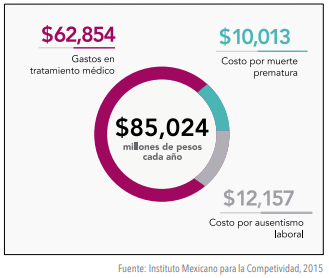 $62,854
Gastos en
tratamiento médico
$10,013
Costo por muerte
prematura
$85,024
millones de pesos
cada año
$12,157
Costo por ausentismo
laboral
Fuente: Instituto Mexicano para la Competividad, 2015